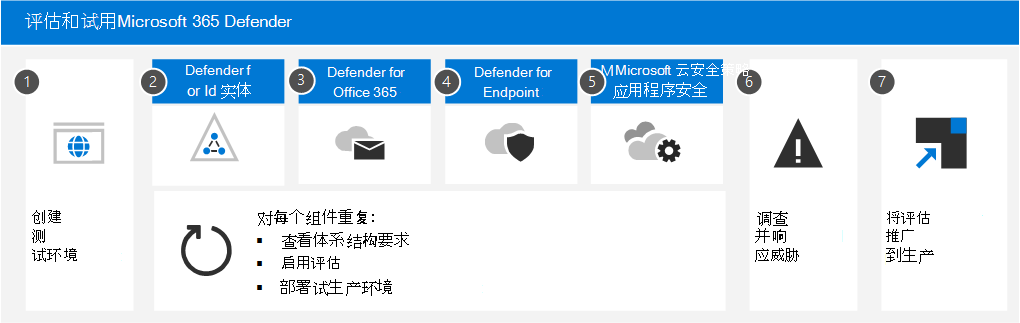 评估和试用Microsoft 365 Defender
1
创建
测
试环境
2
Defender f
or Id 实体
3
Defender for
Office 365
4
Defender for
Endpoint
5
MMicrosoft 云安全策略
应用程序安全
对每个组件重复:
▪ 查看体系结构要求
▪ 启用评估
▪ 部署试生产环境
6
调查
并响
应威胁
7
将评估
推广
到生产